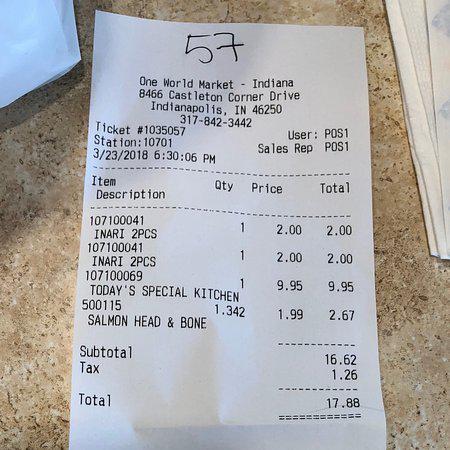 57
One World Market - Indiana
8466 Castleton Corner Drive
Indianapolis, IN 46250
317-842-3442
Ticket #1035057 User: POS1
Station:10701 Sales Rep POS1
3/23/2018 6:30:06 PM
Item Qty Price Total
Description
107100041 1 2.00 2.00
INARI 2PCS
107100041 1 2.00 2.00
INARI 2PCS
107100069 1 9.95 9.95
TODAY'S SPECIAL KITCHEN
500115 1.342 1.99 2.67
SALMON HEAD & BONE
Subtotal 16.62
Tax 1.26
Total 17.88